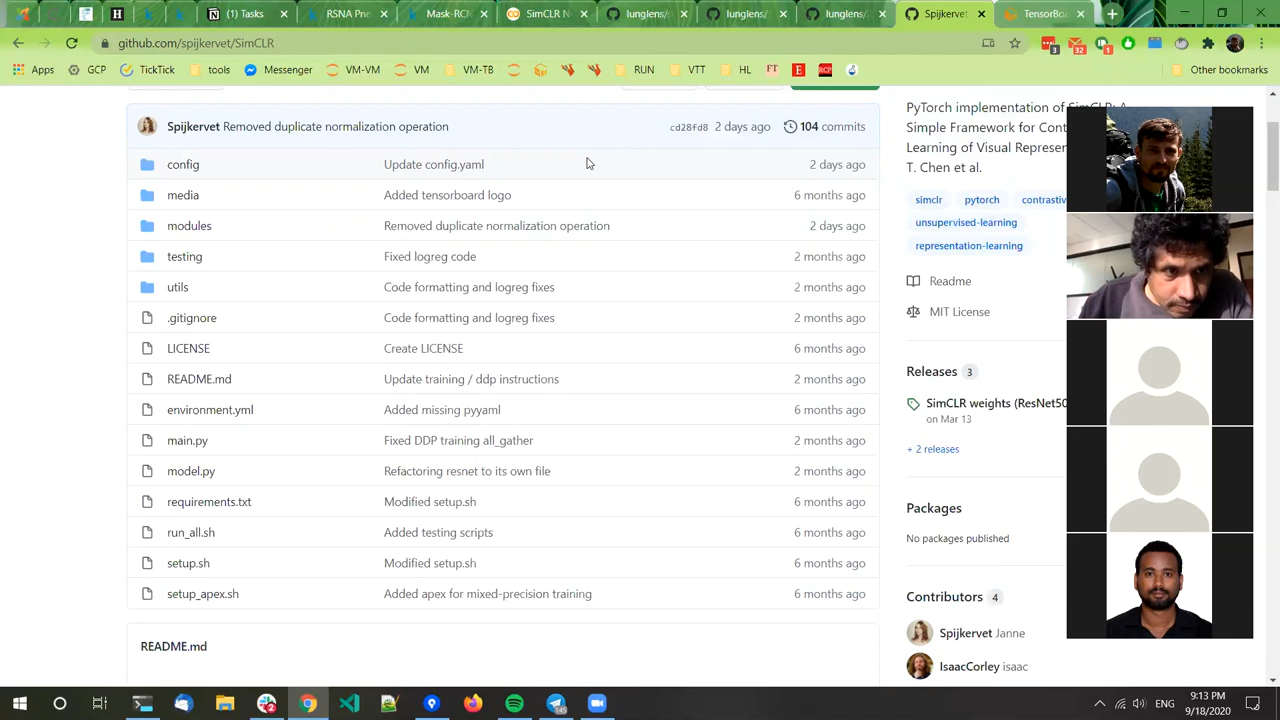 (1) Tasks
RSNA Pne
Mask-RCN
SimCLR N
lunglens/s
lunglens/
lunglens/
Spijkervet
TensorBoa
github.com/spijkervet/SimCLR
3
32
1
Apps
GCP
TickTick
tools
Messenger
VM-VM
VM
VM-TB
RUN
VTT
HL
FT
E
RCP
Other bookmarks
Spijkervet Removed duplicate normalization operation
cd28fd8 2 days ago
104 commits
config
Update config.yaml
2 days ago
media
Added tensorboard logo
6 months ago
modules
Removed duplicate normalization operation
2 days ago
testing
Fixed logreg code
2 months ago
utils
Code formatting and logreg fixes
2 months ago
.gitignore
Code formatting and logreg fixes
2 months ago
LICENSE
Create LICENSE
6 months ago
README.md
Update training / ddp instructions
2 months ago
environment.yml
Added missing pyyaml
6 months ago
main.py
Fixed DDP training all_gather
2 months ago
model.py
Refactoring resnet to its own file
2 months ago
requirements.txt
Modified setup.sh
6 months ago
run_all.sh
Added testing scripts
6 months ago
setup.sh
Modified setup.sh
6 months ago
setup_apex.sh
Added apex for mixed-precision training
6 months ago
README.md
PyTorch implementation of SimCLR: A
Simple Framework for Cont
Learning of Visual Represen
T. Chen et al.
simclr
pytorch
contrastiv
unsupervised-learning
representation-learning
Readme
MIT License
Releases 3
SimCLR weights (ResNet50
on Mar 13
+ 2 releases
Packages
No packages published
Contributors 4
Spijkervet Janne
IsaacCorley isaac
ENG
9:13 PM
9/18/2020